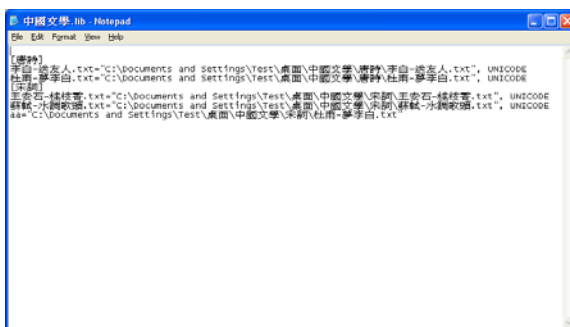 中國文學.lib - Notepad
File Edit Format View Help
[唐詩]
李白-送友人.txt="C:\Documents and Settings\Test\桌面\中國文學\唐詩\李白-送友人.txt", UNICODE
杜甫-夢李白.txt="C:\Documents and Settings\Test\桌面\中國文學\唐詩\杜甫-夢李白.txt", UNICODE
[宋詞]
王安石-桂枝香.txt="C:\Documents and Settings\Test\桌面\中國文學\宋詞\王安石-桂枝香.txt", UNICODE
蘇軾-水調歌頭.txt="C:\Documents and Settings\Test\桌面\中國文學\宋詞\蘇軾-水調歌頭.txt", UNICODE
aa="C:\Documents and Settings\Test\桌面\中國文學\宋詞\杜甫-夢李白.txt"